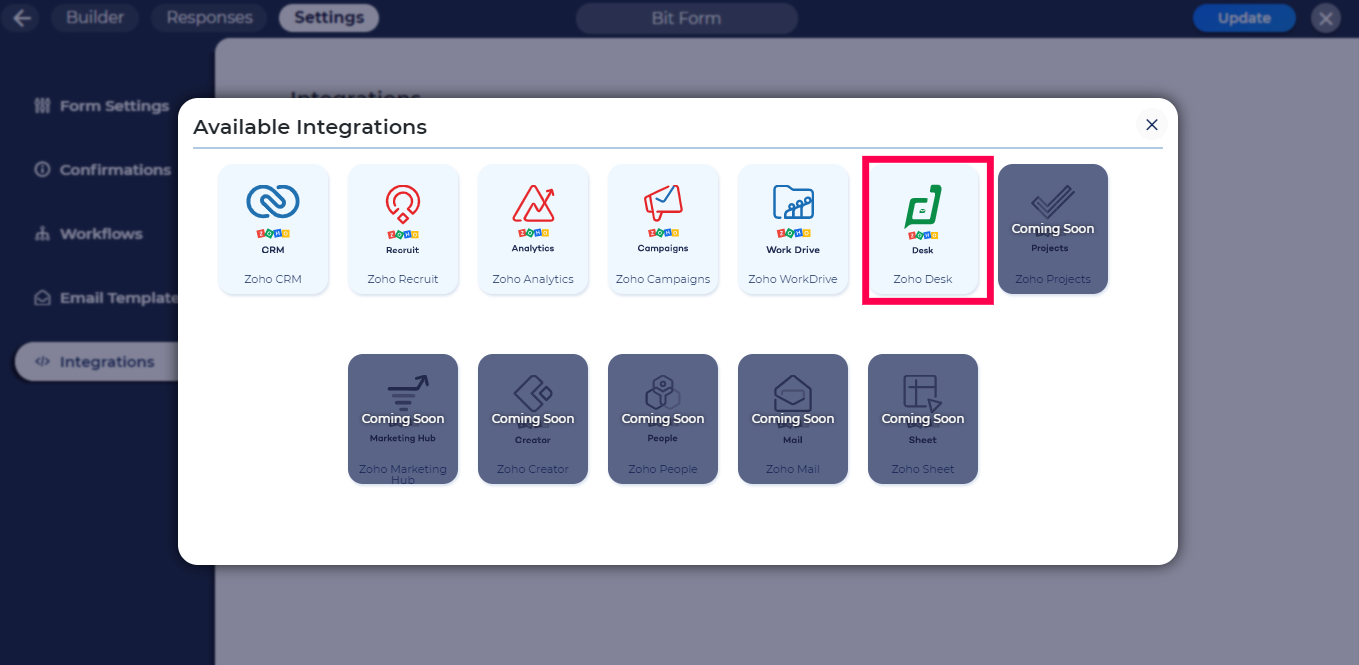 Builder
Responses
Settings
Bit Form
Update
Form Settings
Confirmations
Workflows
Email Template
Integrations
Integrations
Available Integrations
ZOHO
CRM
Zoho CRM
ZOHO
Recruit
Zoho Recruit
ZOHO
Analytics
Zoho Analytics
ZOHO
Campaigns
Zoho Campaigns
ZOHO
Work Drive
Zoho WorkDrive
ZOHO
Desk
Zoho Desk
Coming Soon
Projects
Zoho Projects
Coming Soon
Marketing Hub
Zoho Marketing
Hub
Coming Soon
Creator
Zoho Creator
Coming Soon
People
Zoho People
Coming Soon
Mail
Zoho Mail
Coming Soon
Sheet
Zoho Sheet